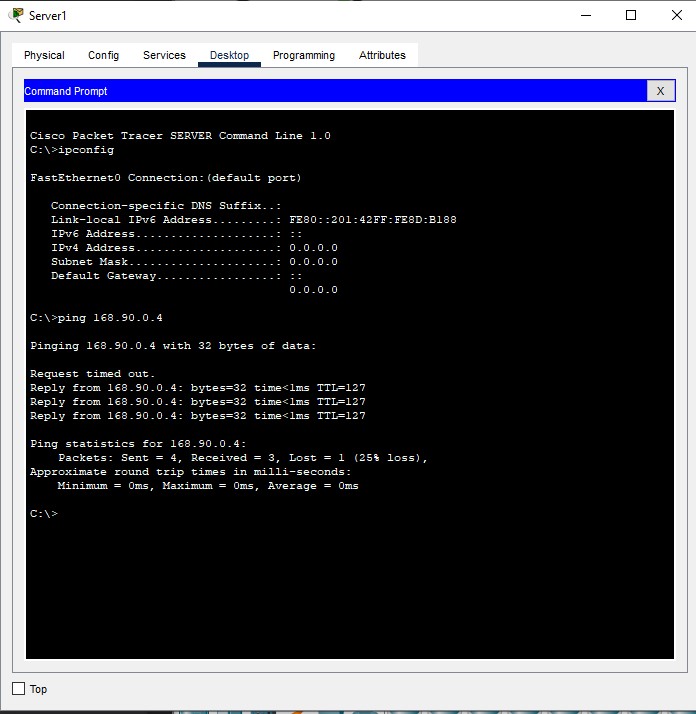 Server1
Physical Config Services Desktop Programming Attributes
Command Prompt X
Cisco Packet Tracer SERVER Command Line 1.0
C:\>ipconfig
FastEthernet0 Connection:(default port)
Connection-specific DNS Suffix..:
Link-local IPv6 Address.........: FE80::201:42FF:FE8D:B188
IPv6 Address....................: ::
IPv4 Address....................: 0.0.0.0
Subnet Mask.....................: 0.0.0.0
Default Gateway.................: ::
0.0.0.0
C:\>ping 168.90.0.4
Pinging 168.90.0.4 with 32 bytes of data:
Request timed out.
Reply from 168.90.0.4: bytes=32 time<1ms TTL=127
Reply from 168.90.0.4: bytes=32 time<1ms TTL=127
Reply from 168.90.0.4: bytes=32 time<1ms TTL=127
Ping statistics for 168.90.0.4:
Packets: Sent = 4, Received = 3, Lost = 1 (25% loss),
Approximate round trip times in milli-seconds:
Minimum = 0ms, Maximum = 0ms, Average = 0ms
C:\>
Top